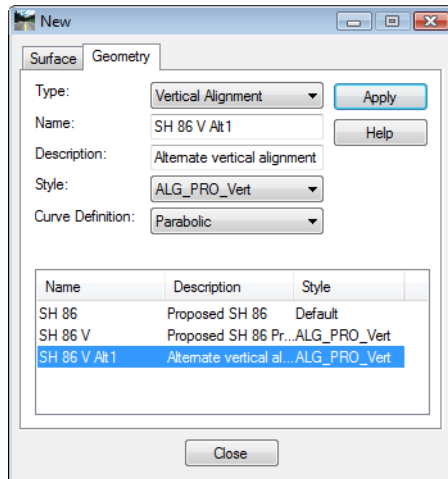 New
Surface Geometry
Type: Vertical Alignment Apply
Name: SH 86 V Alt1 Help
Description: Alternate vertical alignment
Style: ALG_PRO_Vert
Curve Definition: Parabolic
Name Description Style
SH 86 Proposed SH 86 Default
SH 86 V Proposed SH 86 Pr...ALG_PRO_Vert
SH 86 V Alt1 Alternate vertical al...ALG_PRO_Vert
Close